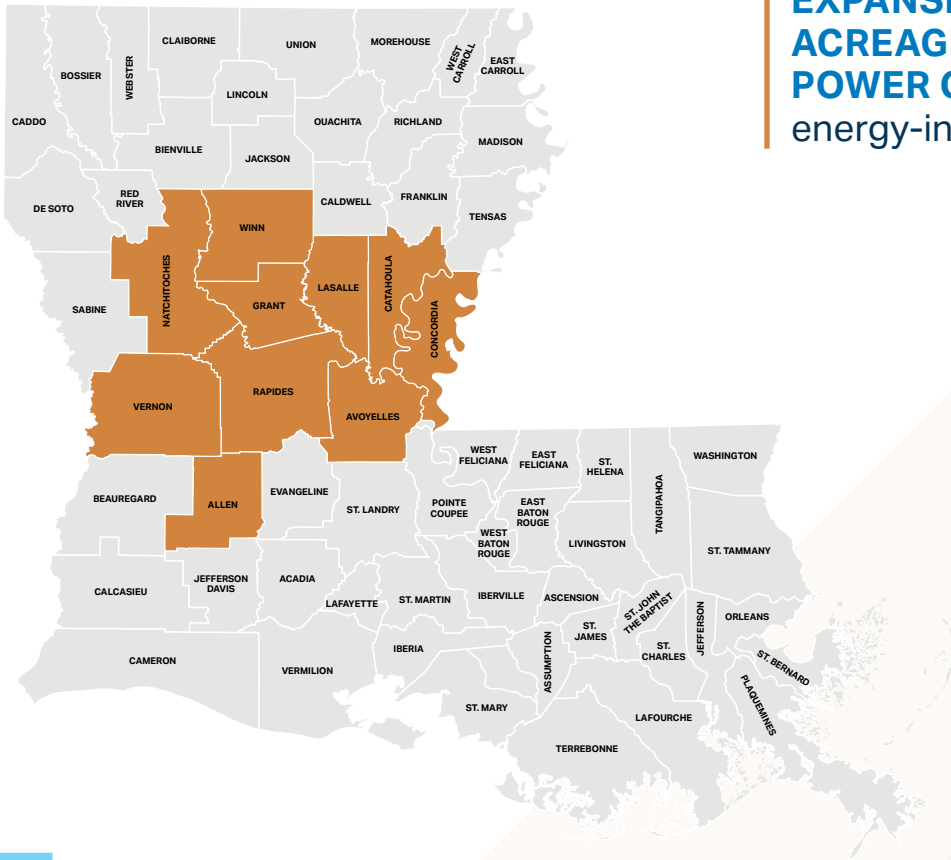 EXPANSI
ACREAG
POWER C
energy-in
CLAIBORNE
UNION
MOREHOUSE
WEST
CARROLL
EAST
CARROLL
BOSSIER
WEBSTER
LINCOLN
CADDO
OUACHITA
RICHLAND
MADISON
BIENVILLE
JACKSON
DE SOTO
RED
RIVER
CALDWELL
FRANKLIN
TENSAS
WINN
NATCHITOCHES
LASALLE
CATAHOULA
SABINE
GRANT
CONCORDIA
VERNON
RAPIDES
AVOYELLES
WEST
FELICIANA
EAST
FELICIANA
ST.
HELENA
WASHINGTON
BEAUREGARD
ALLEN
EVANGELINE
ST. LANDRY
POINTE
COUPEE
EAST
BATON
ROUGE
TANGIPAHOA
WEST
BATON
ROUGE
LIVINGSTON
ST. TAMMANY
CALCASIEU
JEFFERSON
DAVIS
ACADIA
LAFAYETTE
ST. MARTIN
IBERVILLE
ASCENSION
ST. JOHN
THE BAPTIST
JEFFERSON
ORLEANS
CAMERON
VERMILION
IBERIA
ASSUMPTION
ST.
JAMES
ST.
CHARLES
ST. BERNARD
ST. MARY
PLAQUEMINES
LAFOURCHE
TERREBONNE